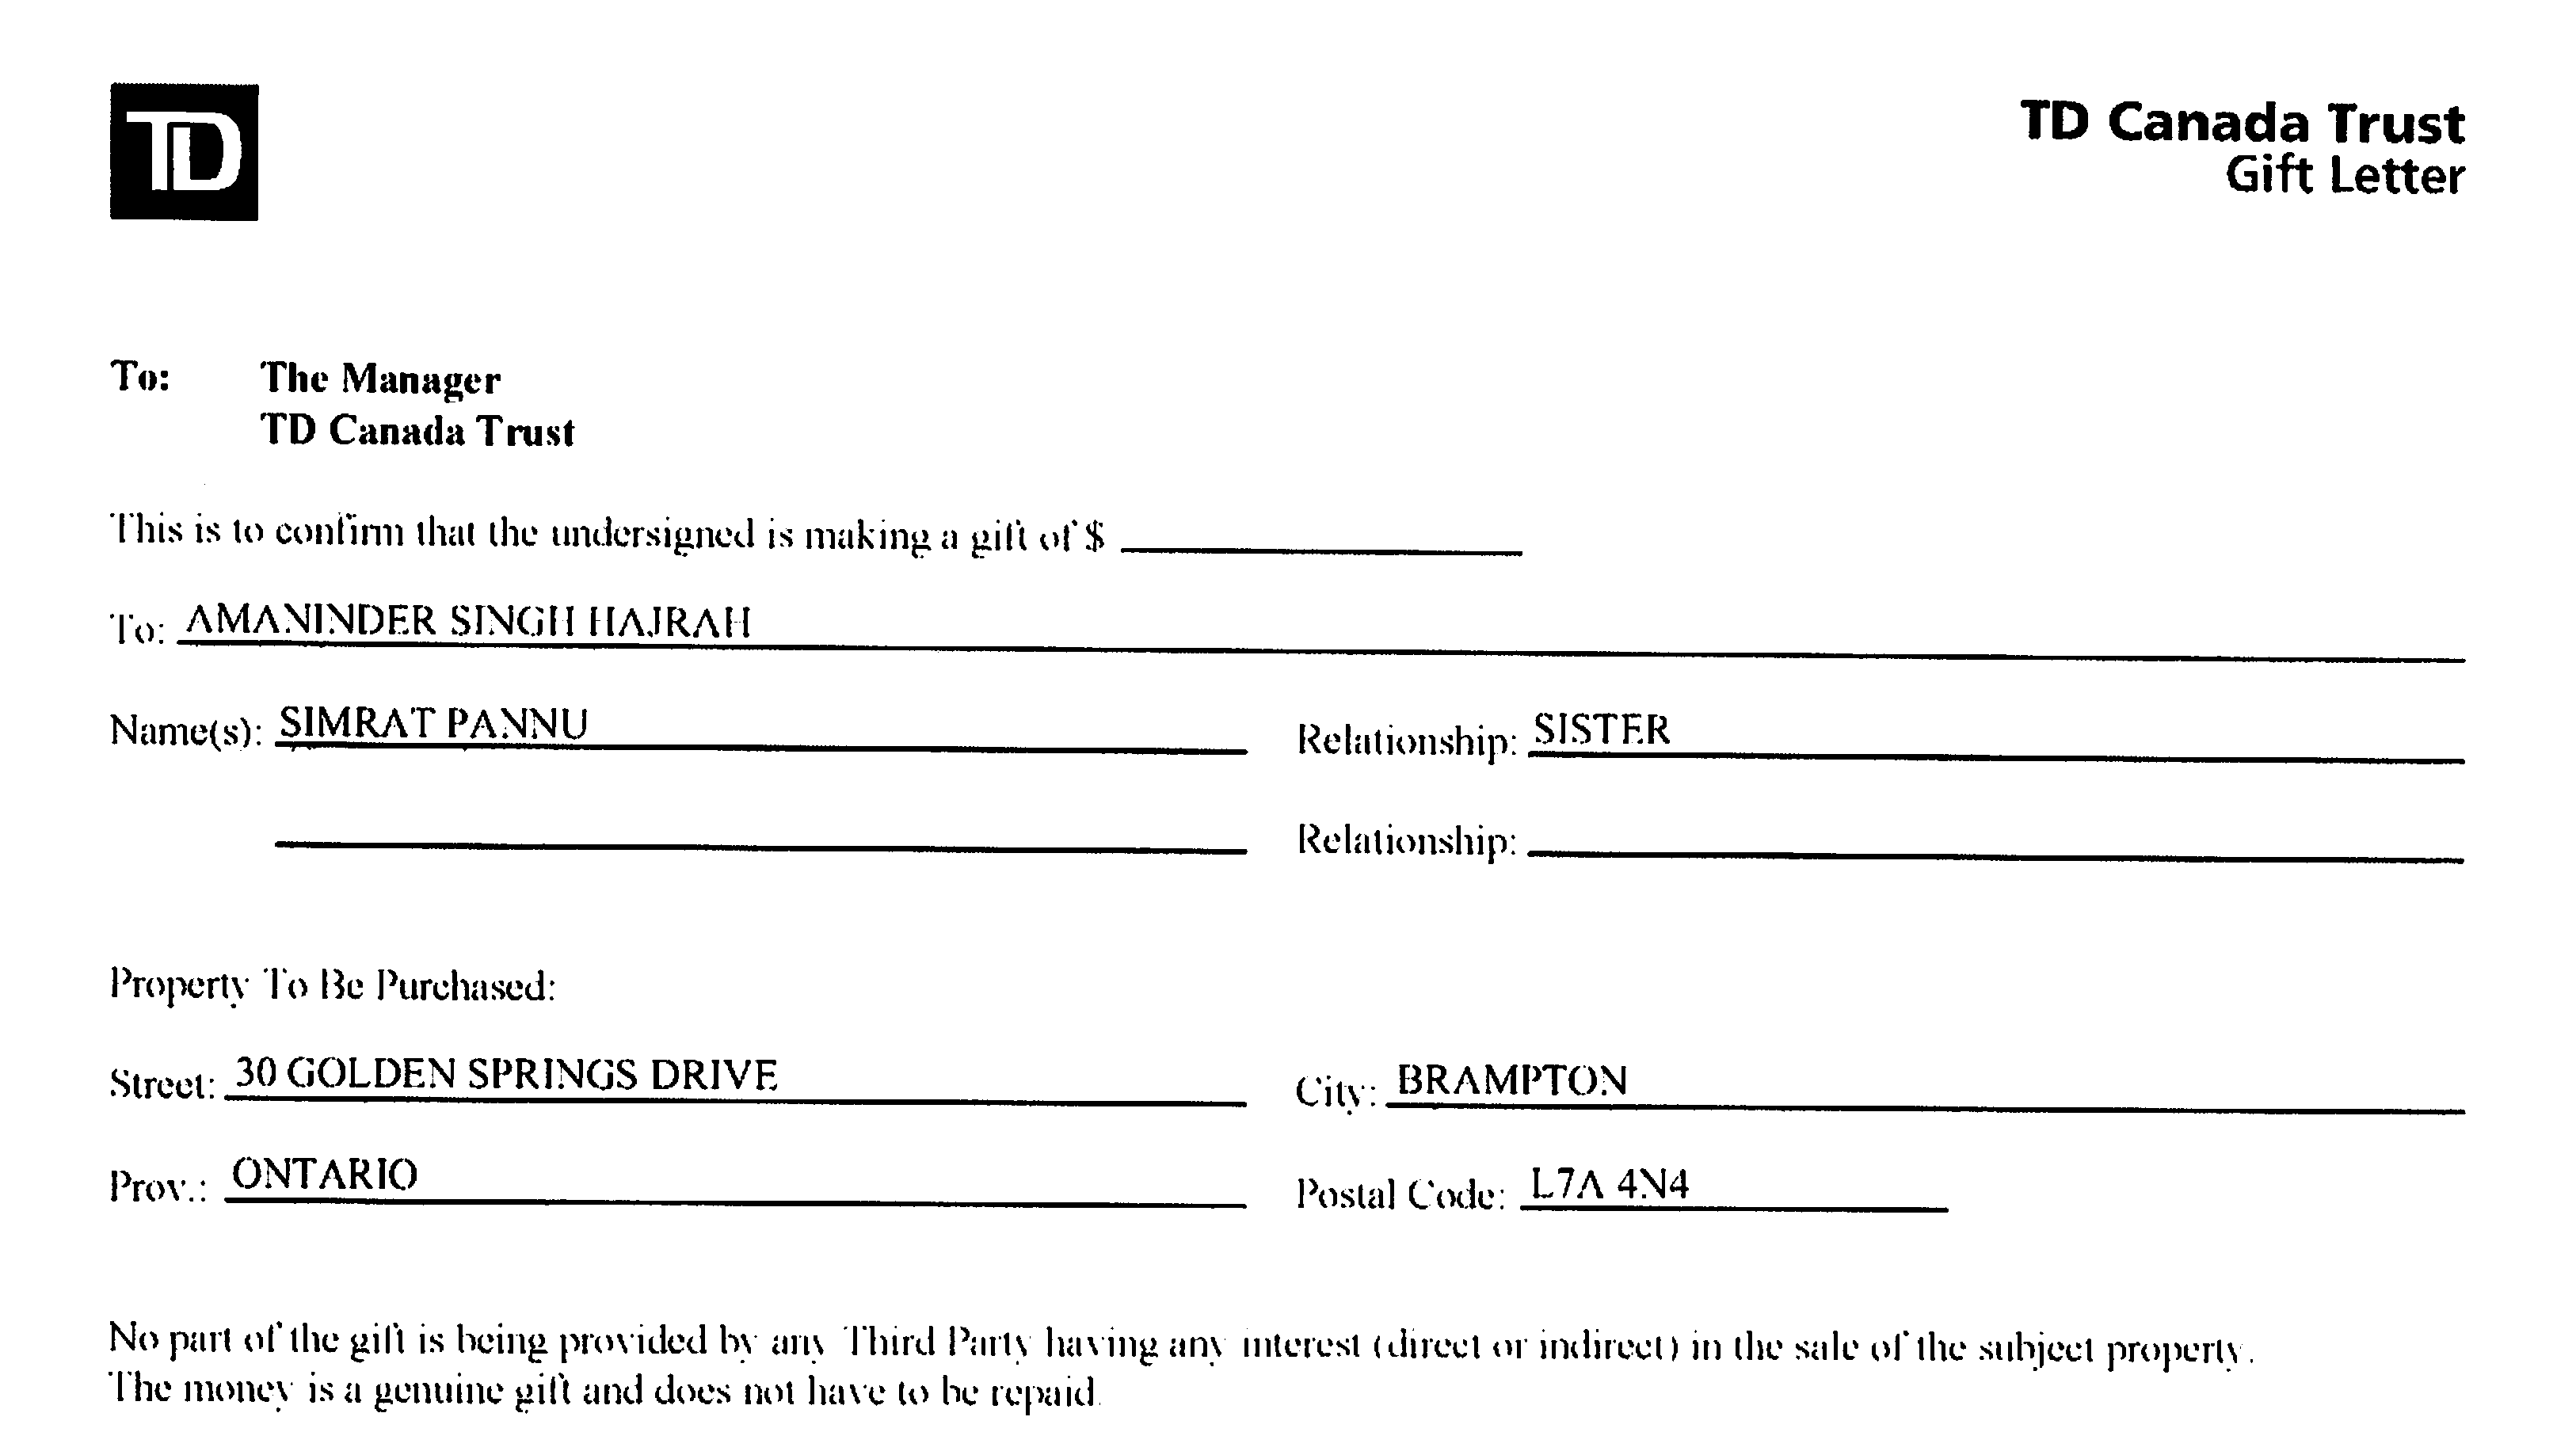 TD
TD Canada Trust
Gift Letter
To: The Manager
TD Canada Trust
This is to confirm that the undersigned is making a gift of $
To: AMANINDER SINGH HAJRAH
Name(s): SIMRAT PANNU Relationship: SISTER
Relationship:
Property To Be Purchased:
Street: 30 GOLDEN SPRINGS DRIVE City: BRAMPTON
Prov.: ONTARIO Postal Code: L7A 4N4
No part of the gift is being provided by any Third Party having any interest (direct or indirect) in the sale of the subject property.
The money is a genuine gift and does not have to be repaid.